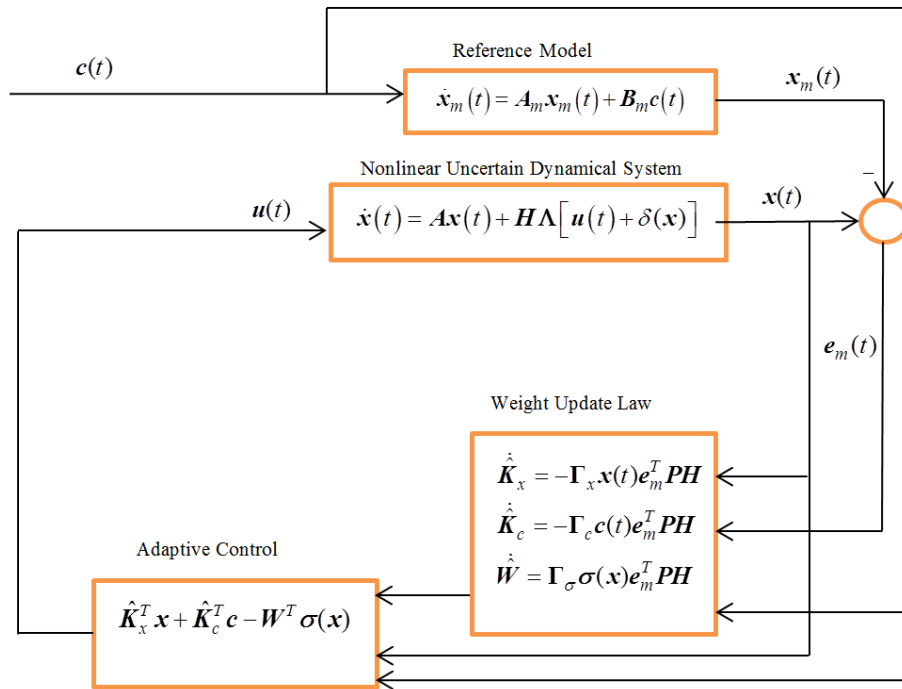 Reference Model
c(t)
ẋ_m(t) = A_m x_m(t) + B_m c(t)
x_m(t)
Nonlinear Uncertain Dynamical System
–
u(t)
ẋ(t) = Ax(t) + HΛ[u(t) + δ(x)]
x(t)
e_m(t)
Weight Update Law
K̂̇_x = −Γ_x x(t)e_m^T PH
K̂̇_c = −Γ_c c(t)e_m^T PH
Ŵ̇ = Γ_σ σ(x)e_m^T PH
Adaptive Control
K̂_x^T x + K̂_c^T c − W^T σ(x)